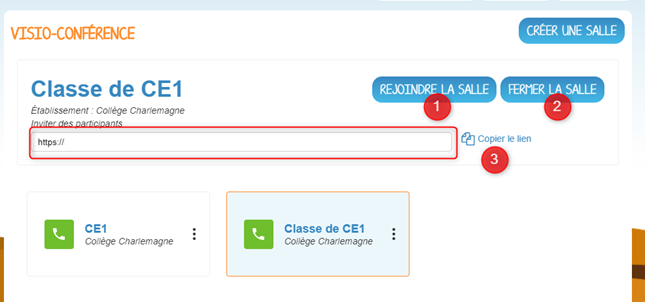 VISIO-CONFÉRENCE
CRÉER UNE SALLE
Classe de CE1
REJOINDRE LA SALLE
FERMER LA SALLE
1
2
Établissement : Collège Charlemagne
Inviter des participants
https://
Copier le lien
3
CE1
Collège Charlemagne
Classe de CE1
Collège Charlemagne